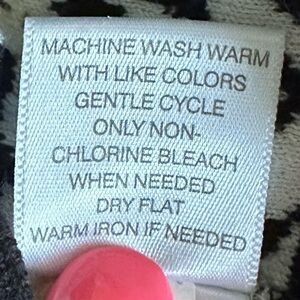 MACHINE WASH WARM
WITH LIKE COLORS
GENTLE CYCLE
ONLY NON-
CHLORINE BLEACH
WHEN NEEDED
DRY FLAT
WARM IRON IF NEEDED